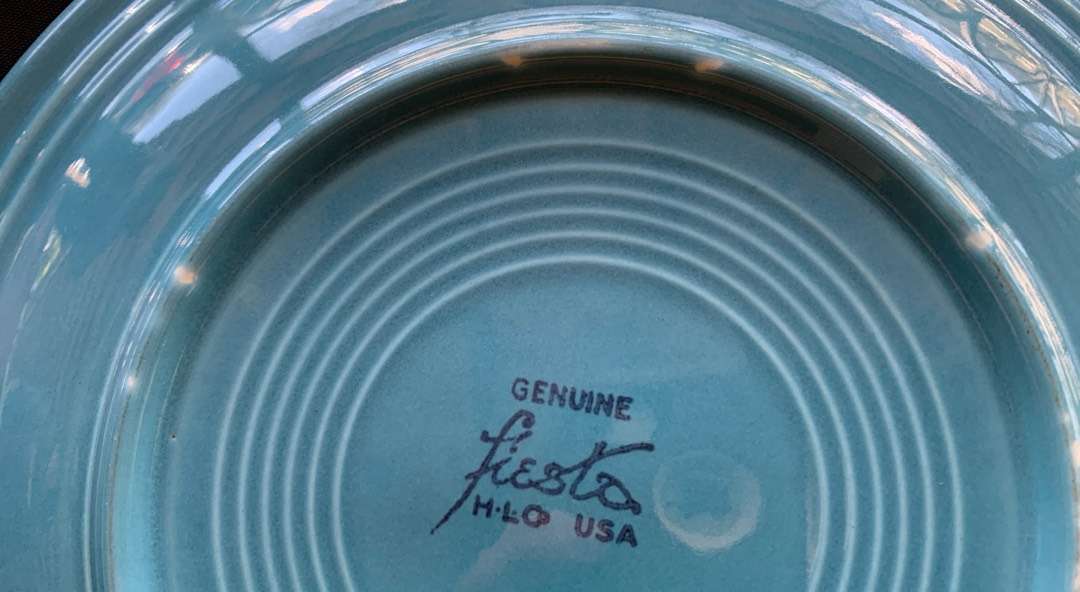 GENUINE
fiesta
H·L·Co USA